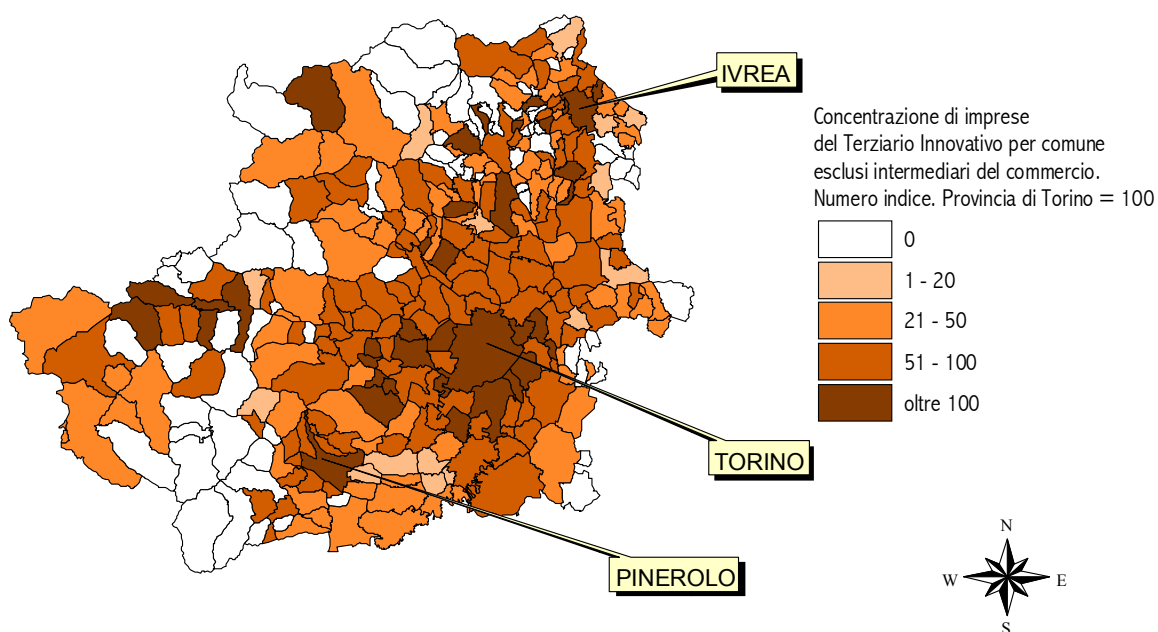 IVREA
Concentrazione di imprese
del Terziario Innovativo per comune
esclusi intermediari del commercio.
Numero indice. Provincia di Torino = 100
0
1 - 20
21 - 50
51 - 100
oltre 100
TORINO
PINEROLO
N
W E
S